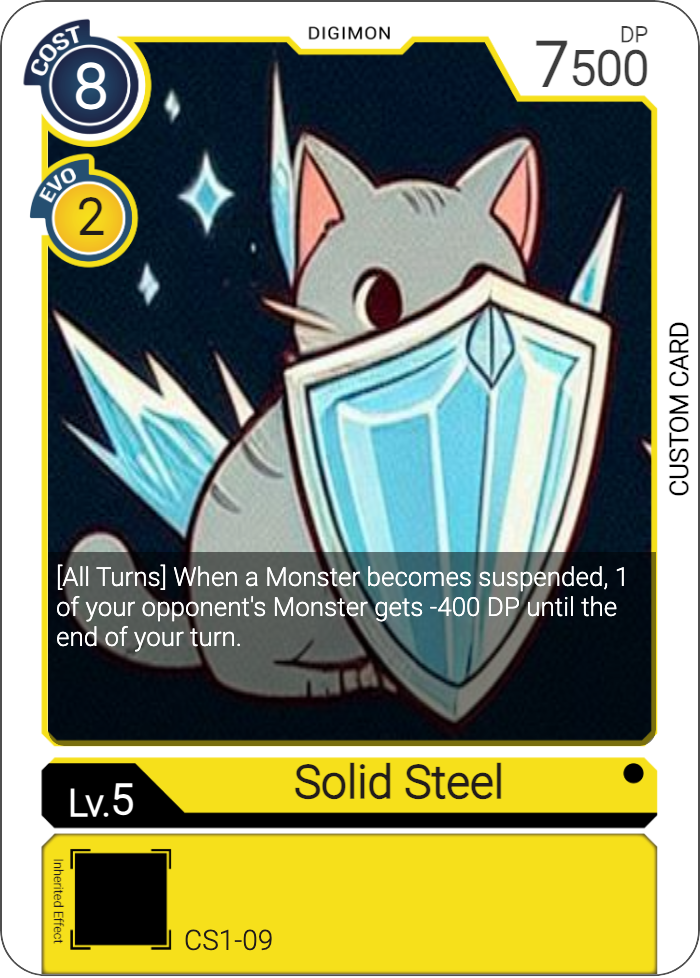 DIGIMON
COST
8
DP
7500
EVO
2
CUSTOM CARD
[All Turns] When a Monster becomes suspended, 1
of your opponent's Monster gets -400 DP until the
end of your turn.
Lv.5
Solid Steel
Inherited Effect
CS1-09